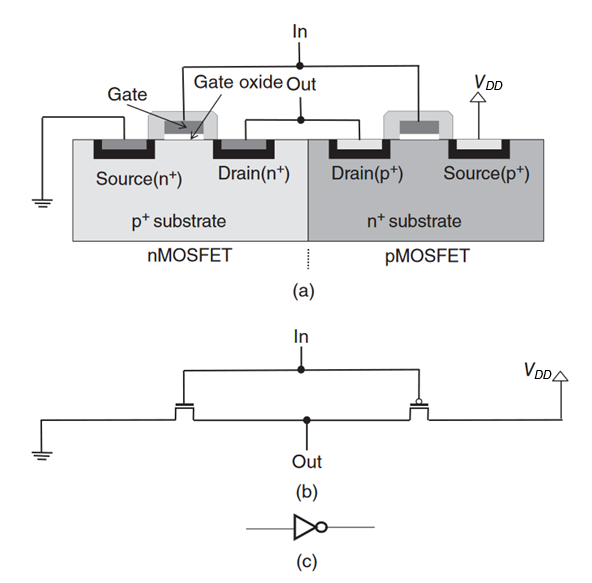 In
Gate
Gate oxide
Out
VDD
Source(n+)
Drain(n+)
Drain(p+)
Source(p+)
p+ substrate
n+ substrate
nMOSFET
pMOSFET
(a)
In
VDD
Out
(b)
(c)